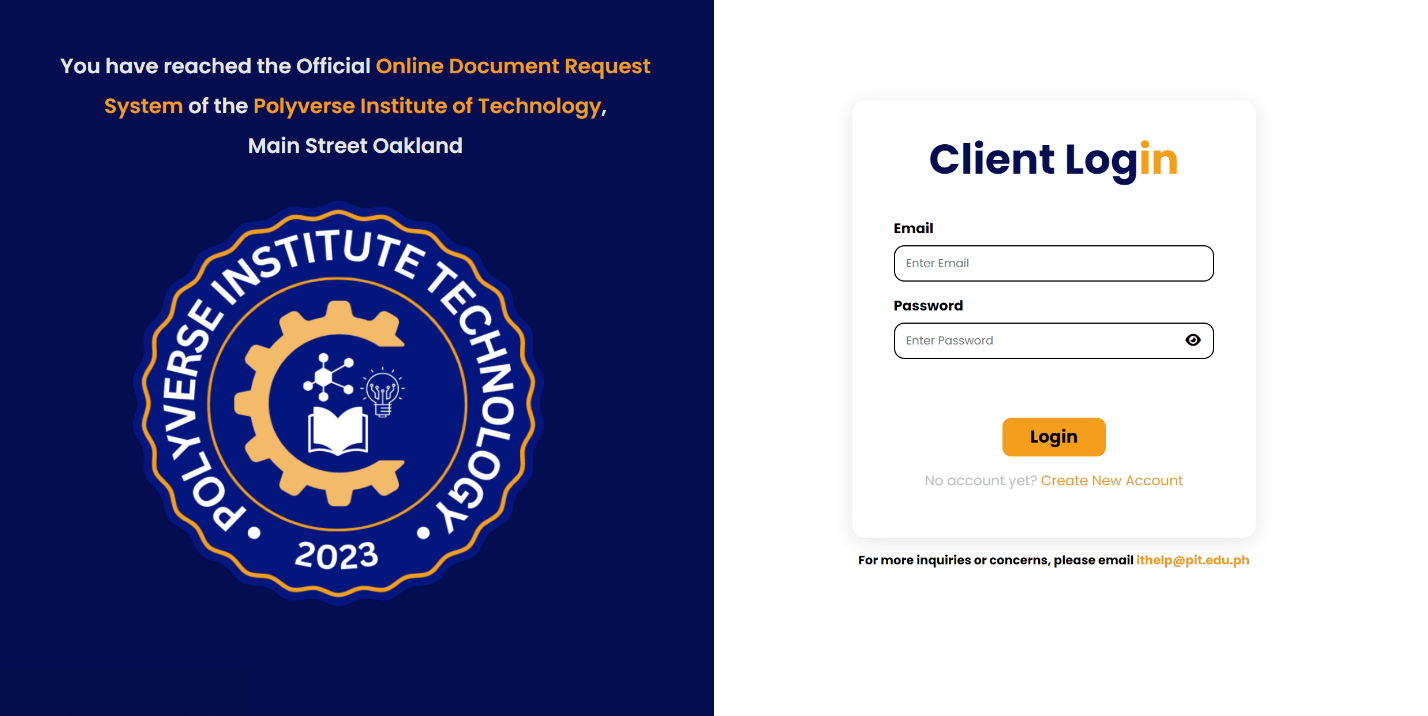 You have reached the Official Online Document Request
System of the Polyverse Institute of Technology,
Main Street Oakland
POLYVERSE INSTITUTE TECHNOLOGY
2023
Client Login
Email
Enter Email
Password
Enter Password
Login
No account yet? Create New Account
For more inquiries or concerns, please email ithelp@pit.edu.ph